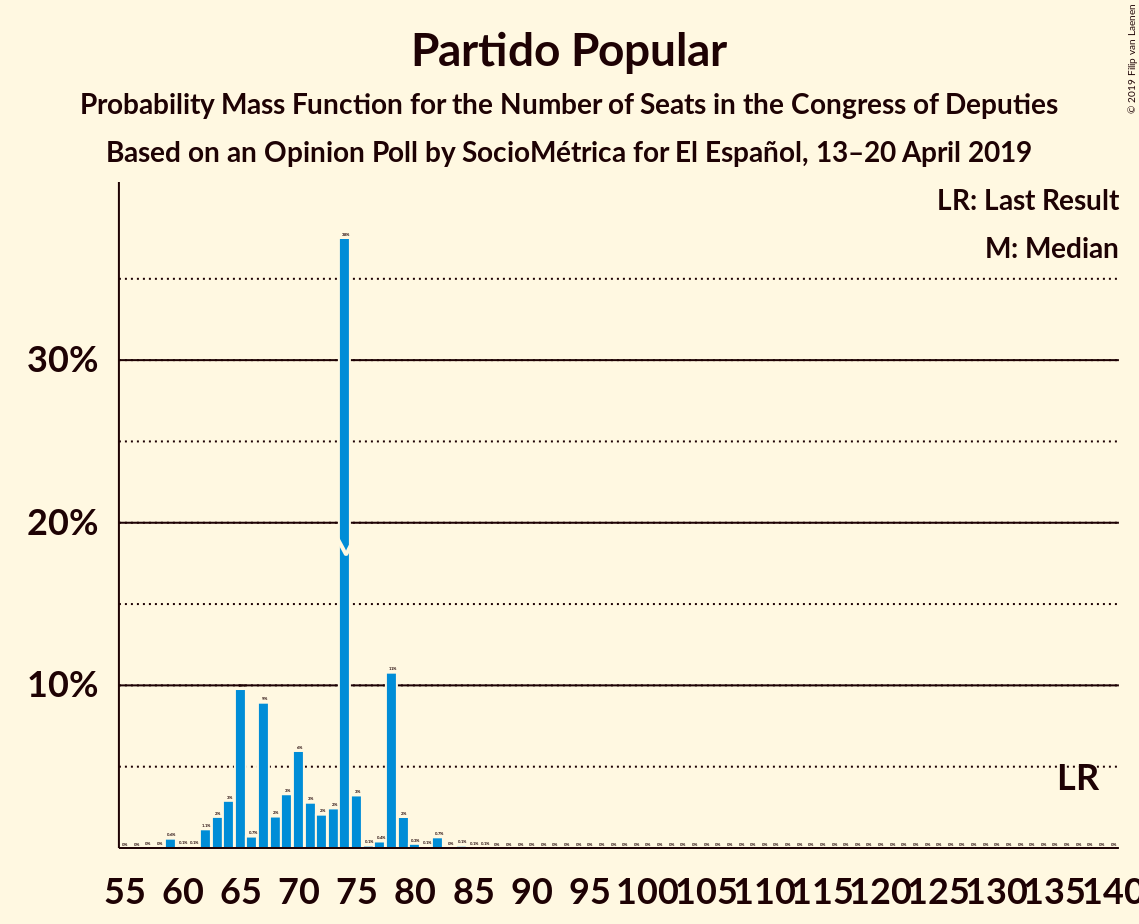 © 2019 Filip van Laenen
Partido Popular
Probability Mass Function for the Number of Seats in the Congress of Deputies
Based on an Opinion Poll by SocioMétrica for El Español, 13–20 April 2019
LR: Last Result
M: Median
30%
20%
10%
LR
55 60 65 70 75 80 85 90 95 100 105 110 115 120 125 130 135 140